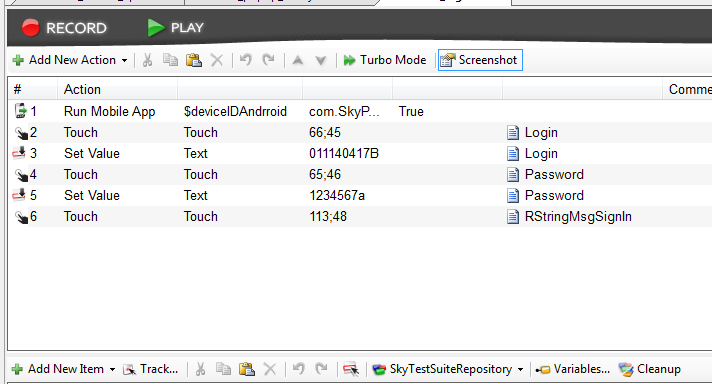 RECORD PLAY
Add New Action Turbo Mode Screenshot
# Action Comme
1 Run Mobile App $deviceIDAndrroid com.SkyP... True
2 Touch Touch 66;45 Login
3 Set Value Text 011140417B Login
4 Touch Touch 65;46 Password
5 Set Value Text 1234567a Password
6 Touch Touch 113;48 RStringMsgSignIn
Add New Item Track... SkyTestSuiteRepository Variables... Cleanup